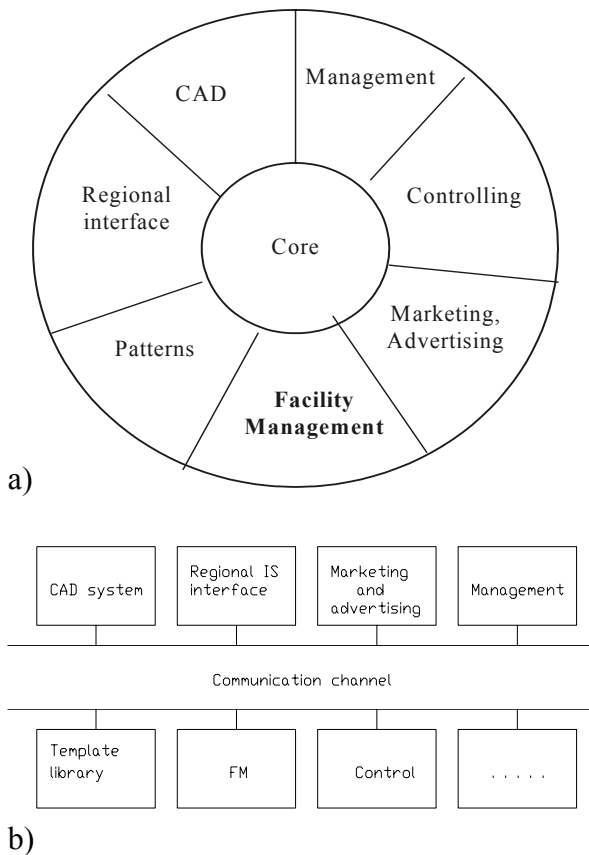 CAD
Management
Regional
interface
Controlling
Core
Patterns
Marketing,
Advertising
Facility
Management
a)
CAD system
Regional IS
interface
Marketing
and
advertising
Management
Communication channel
Template
library
FM
Control
. . . . .
b)